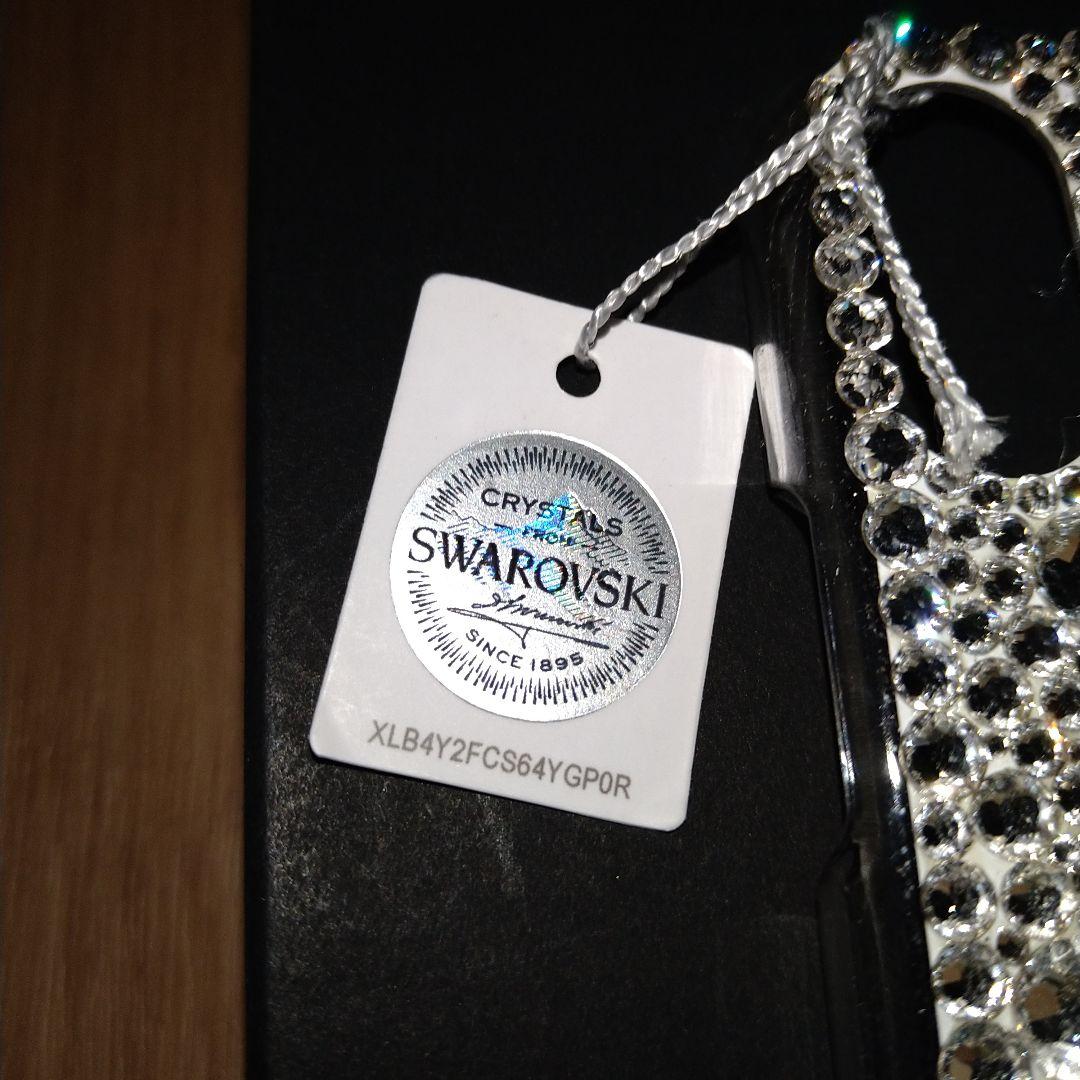 CRYSTALS
FROM
SWAROVSKI
SINCE 1895
XLB4Y2FCS64YGP0R